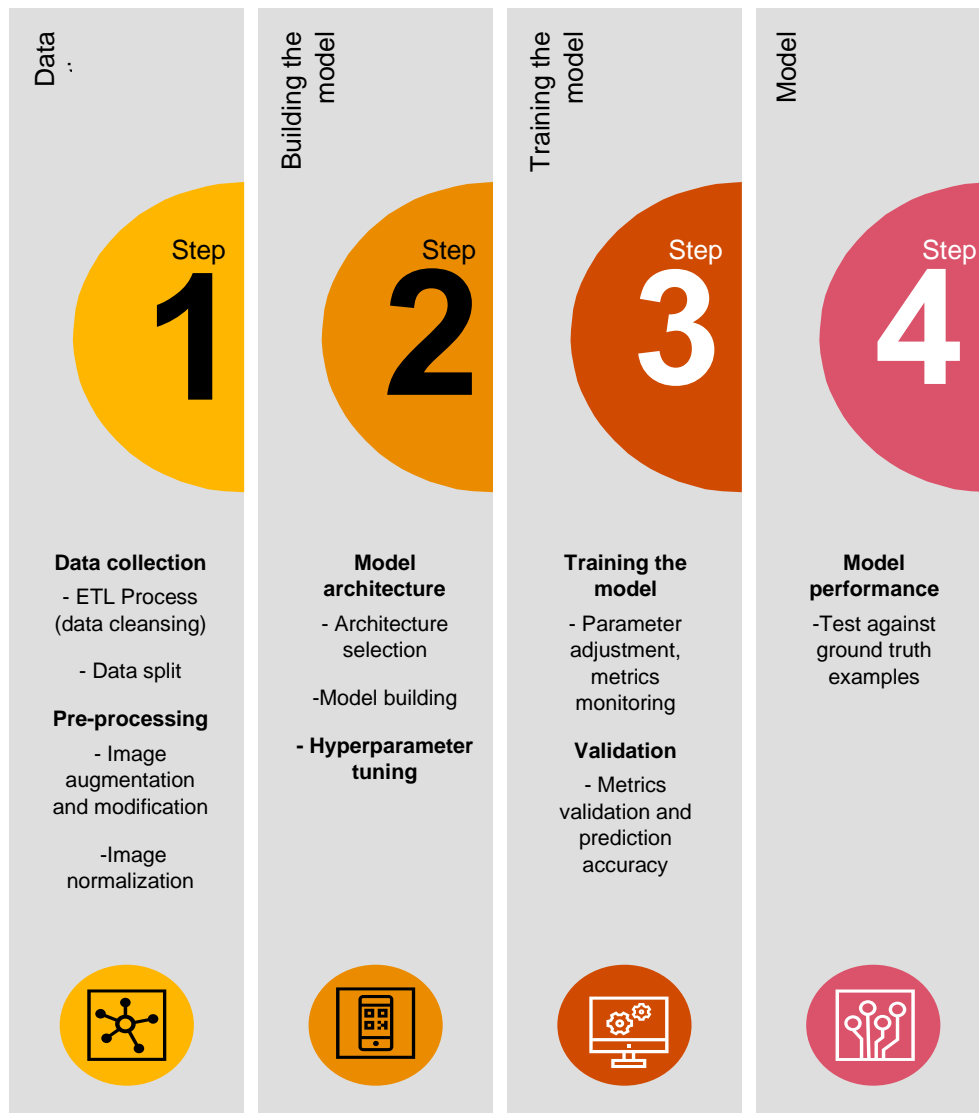 Data
Step
1
Data collection
- ETL Process
(data cleansing)
- Data split
Pre-processing
- Image
augmentation
and modification
-Image
normalization
Building the
model
Step
2
Model
architecture
- Architecture
selection
-Model building
- Hyperparameter
tuning
Training the
model
Step
3
Training the
model
- Parameter
adjustment,
metrics
monitoring
Validation
- Metrics
validation and
prediction
accuracy
Model
Step
4
Model
performance
-Test against
ground truth
examples